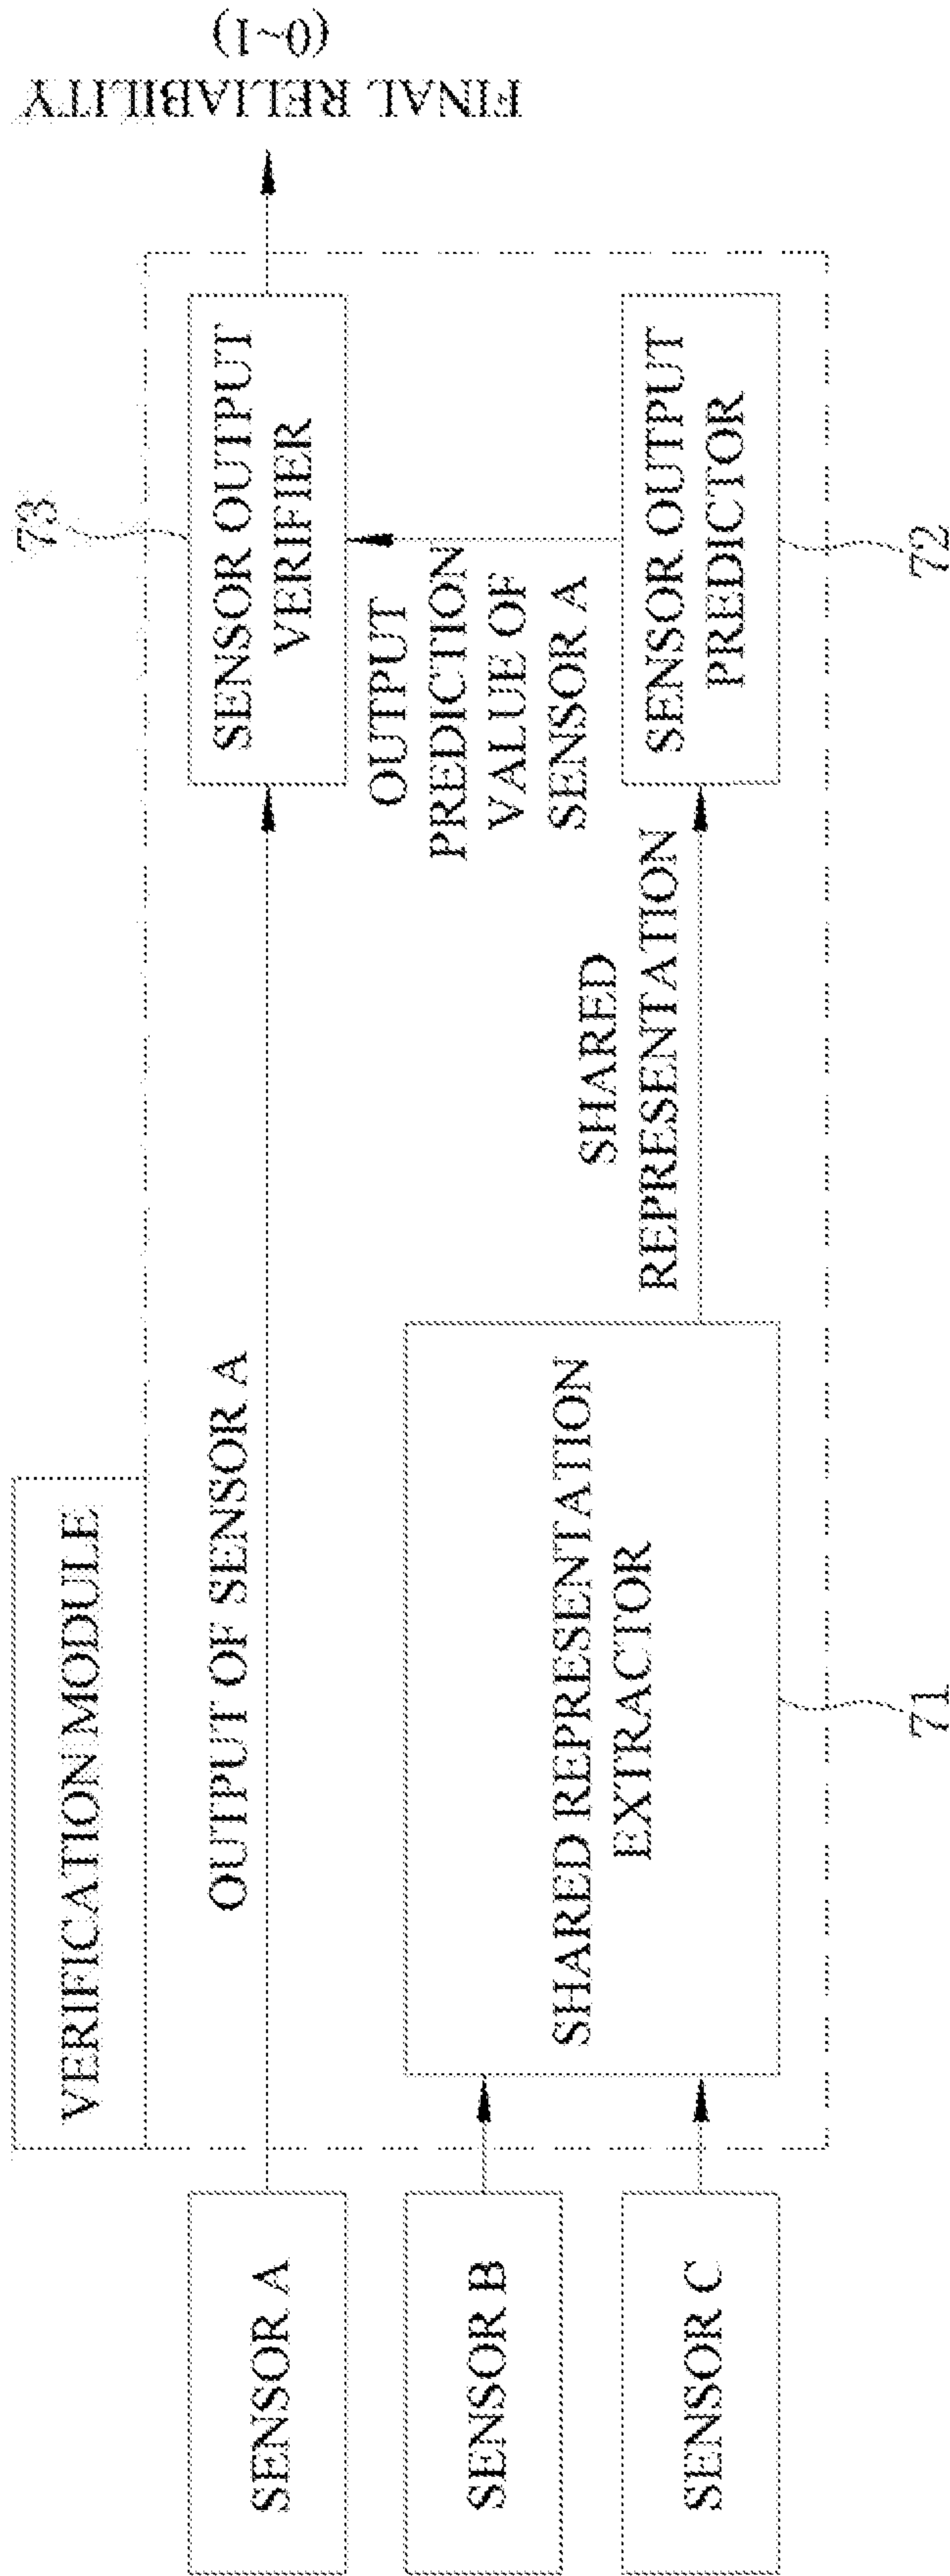 VERIFICATION MODULE
73
SENSOR A
OUTPUT OF SENSOR A
SENSOR OUTPUT
VERIFIER
FINAL RELIABILITY
(0~1)
OUTPUT
PREDICTION
VALUE OF
SENSOR A
SENSOR B
SENSOR C
SHARED REPRESENTATION
EXTRACTOR
SHARED
REPRESENTATION
SENSOR OUTPUT
PREDICTOR
71
72